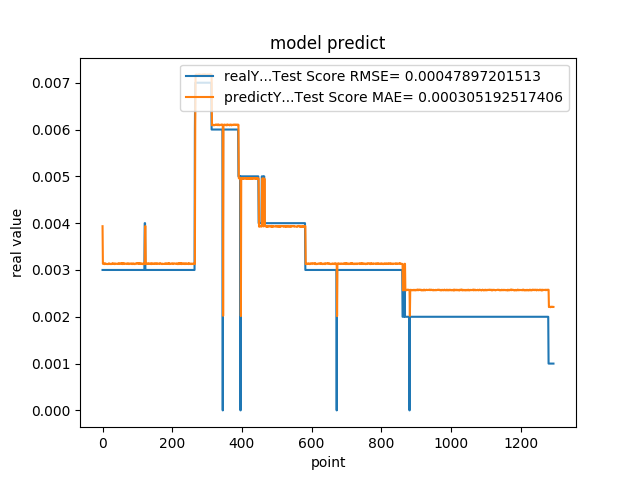 model predict
realY...Test Score RMSE= 0.00047897201513
predictY...Test Score MAE= 0.000305192517406
0.007
0.006
0.005
0.004
0.003
0.002
0.001
0.000
real value
0 200 400 600 800 1000 1200
point